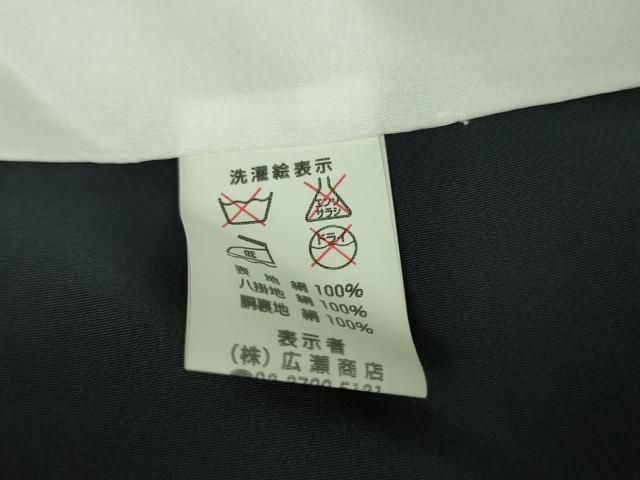 洗濯絵表示
エンソ
サラシ
低
ドライ
表 地 絹 100%
八掛地 絹 100%
胴裏地 絹 100%
表示者
(株)広瀬商店